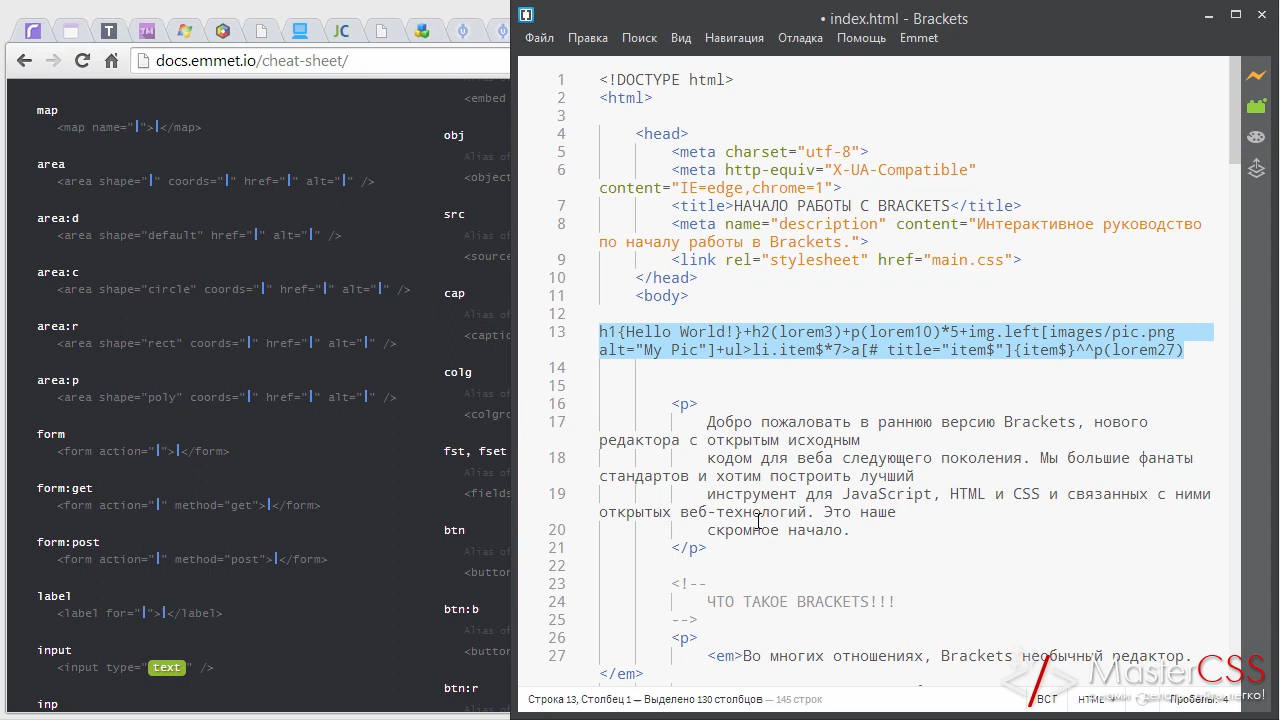 docs.emmet.io/cheat-sheet/
map
<map name="|">|</map>
area
<area shape="|" coords="|" href="|" alt="|" />
area:d
<area shape="default" href="|" alt="|" />
area:c
<area shape="circle" coords="|" href="|" alt="|" />
area:r
<area shape="rect" coords="|" href="|" alt="|" />
area:p
<area shape="poly" coords="|" href="|" alt="|" />
form
<form action="|">|</form>
form:get
<form action="|" method="get">|</form>
form:post
<form action="|" method="post">|</form>
label
<label for="|">|</label>
input
<input type="text" />
inp
<embed
obj
Alias of
<object
src
<source
cap
<caption
colg
Alias of
<colgro
fst, fset
Alias of
<fields
btn
<button
btn:b
Alias of
<button
btn:r
• index.html - Brackets
Файл Правка Поиск Вид Навигация Отладка Помощь Emmet
1 <!DOCTYPE html>
2 <html>
3
4 <head>
5 <meta charset="utf-8">
6 <meta http-equiv="X-UA-Compatible"
content="IE=edge,chrome=1">
7 <title>НАЧАЛО РАБОТЫ С BRACKETS</title>
8 <meta name="description" content="Интерактивное руководство
по началу работы в Brackets.">
9 <link rel="stylesheet" href="main.css">
10 </head>
11 <body>
12
13 h1{Hello World!}+h2(lorem3)+p(lorem10)*5+img.left[images/pic.png
alt="My Pic"]+ul>li.item$*7>a[# title="item$"]{item$}^^p(lorem27)
14
15
16 <p>
17 Добро пожаловать в раннюю версию Brackets, нового
редактора с открытым исходным
18 кодом для веба следующего поколения. Мы большие фанаты
стандартов и хотим построить лучший
19 инструмент для JavaScript, HTML и CSS и связанных с ними
открытых веб-технологий. Это наше
20 скромное начало.
21 </p>
22
23 <!--
24 ЧТО ТАКОЕ BRACKETS!!!
25 -->
26 <p>
27 <em>Во многих отношениях, Brackets необычный редактор.
</em>
Строка 13, Столбец 1 — Выделено 130 столбцов — 145 строк
ВСТ HTML Пробелы: 4
MasterCSS